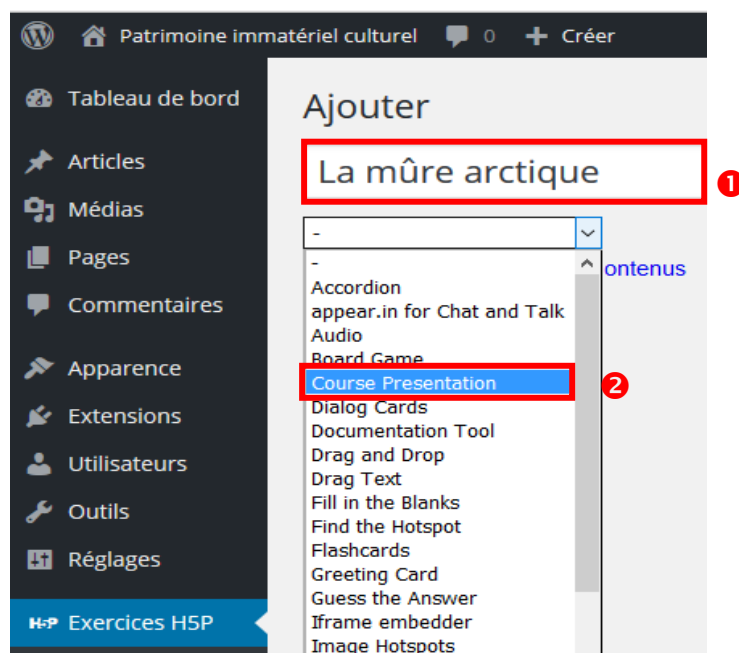 Patrimoine immatériel culturel 0 + Créer
Tableau de bord
Articles
Médias
Pages
Commentaires
Apparence
Extensions
Utilisateurs
Outils
Réglages
H5P Exercices H5P
Ajouter
La mûre arctique
1
-
ontenus
-
Accordion
appear.in for Chat and Talk
Audio
Board Game
Course Presentation
2
Dialog Cards
Documentation Tool
Drag and Drop
Drag Text
Fill in the Blanks
Find the Hotspot
Flashcards
Greeting Card
Guess the Answer
Iframe embedder
Image Hotspots